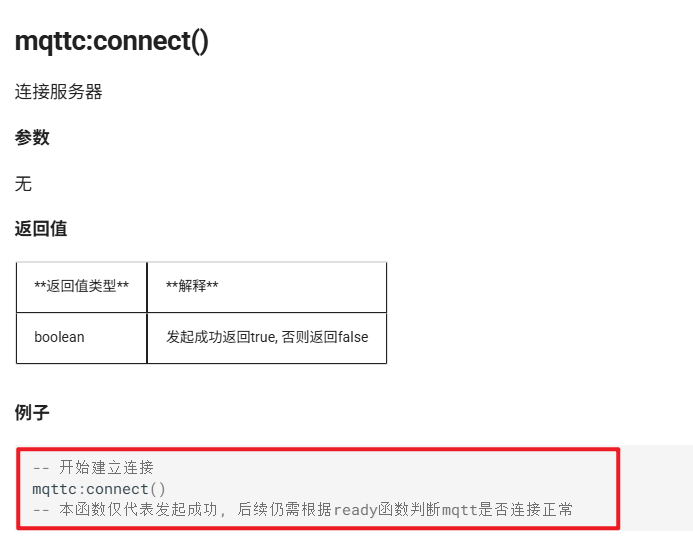 mqttc:connect()
连接服务器
参数
无
返回值
**返回值类型** **解释**
boolean 发起成功返回true, 否则返回false
例子
-- 开始建立连接
mqttc:connect()
-- 本函数仅代表发起成功, 后续仍需根据ready函数判断mqtt是否连接正常